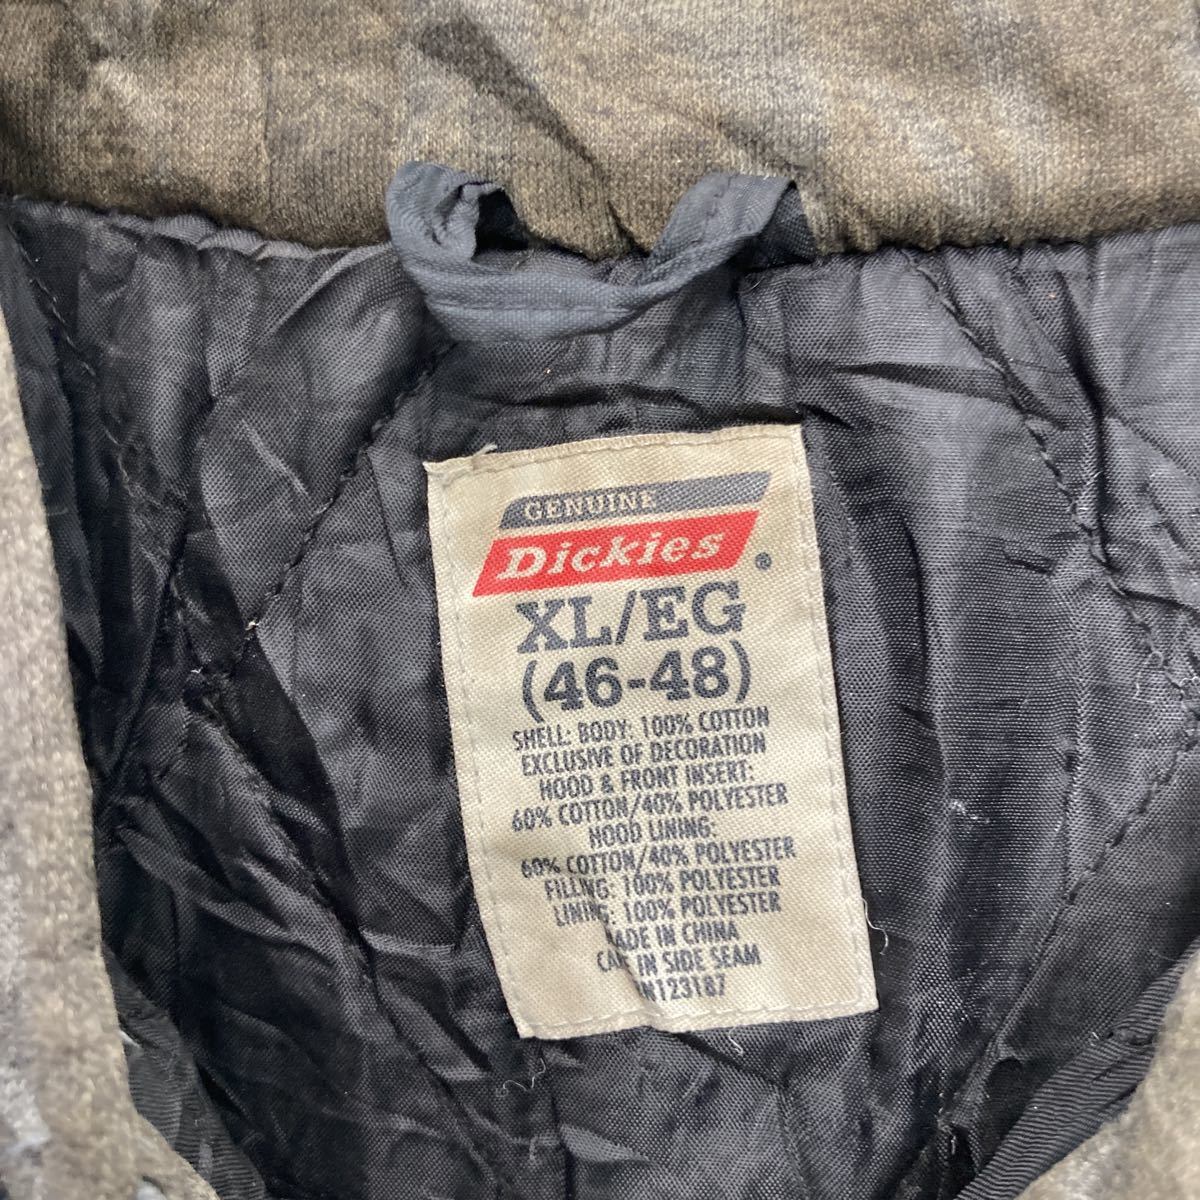 GENUINE
Dickies®
XL/EG
(46-48)
SHELL: BODY: 100% COTTON
EXCLUSIVE OF DECORATION
HOOD & FRONT INSERT:
60% COTTON/40% POLYESTER
HOOD LINING:
60% COTTON/40% POLYESTER
FILLING: 100% POLYESTER
LINING: 100% POLYESTER
MADE IN CHINA
CARE IN SIDE SEAM